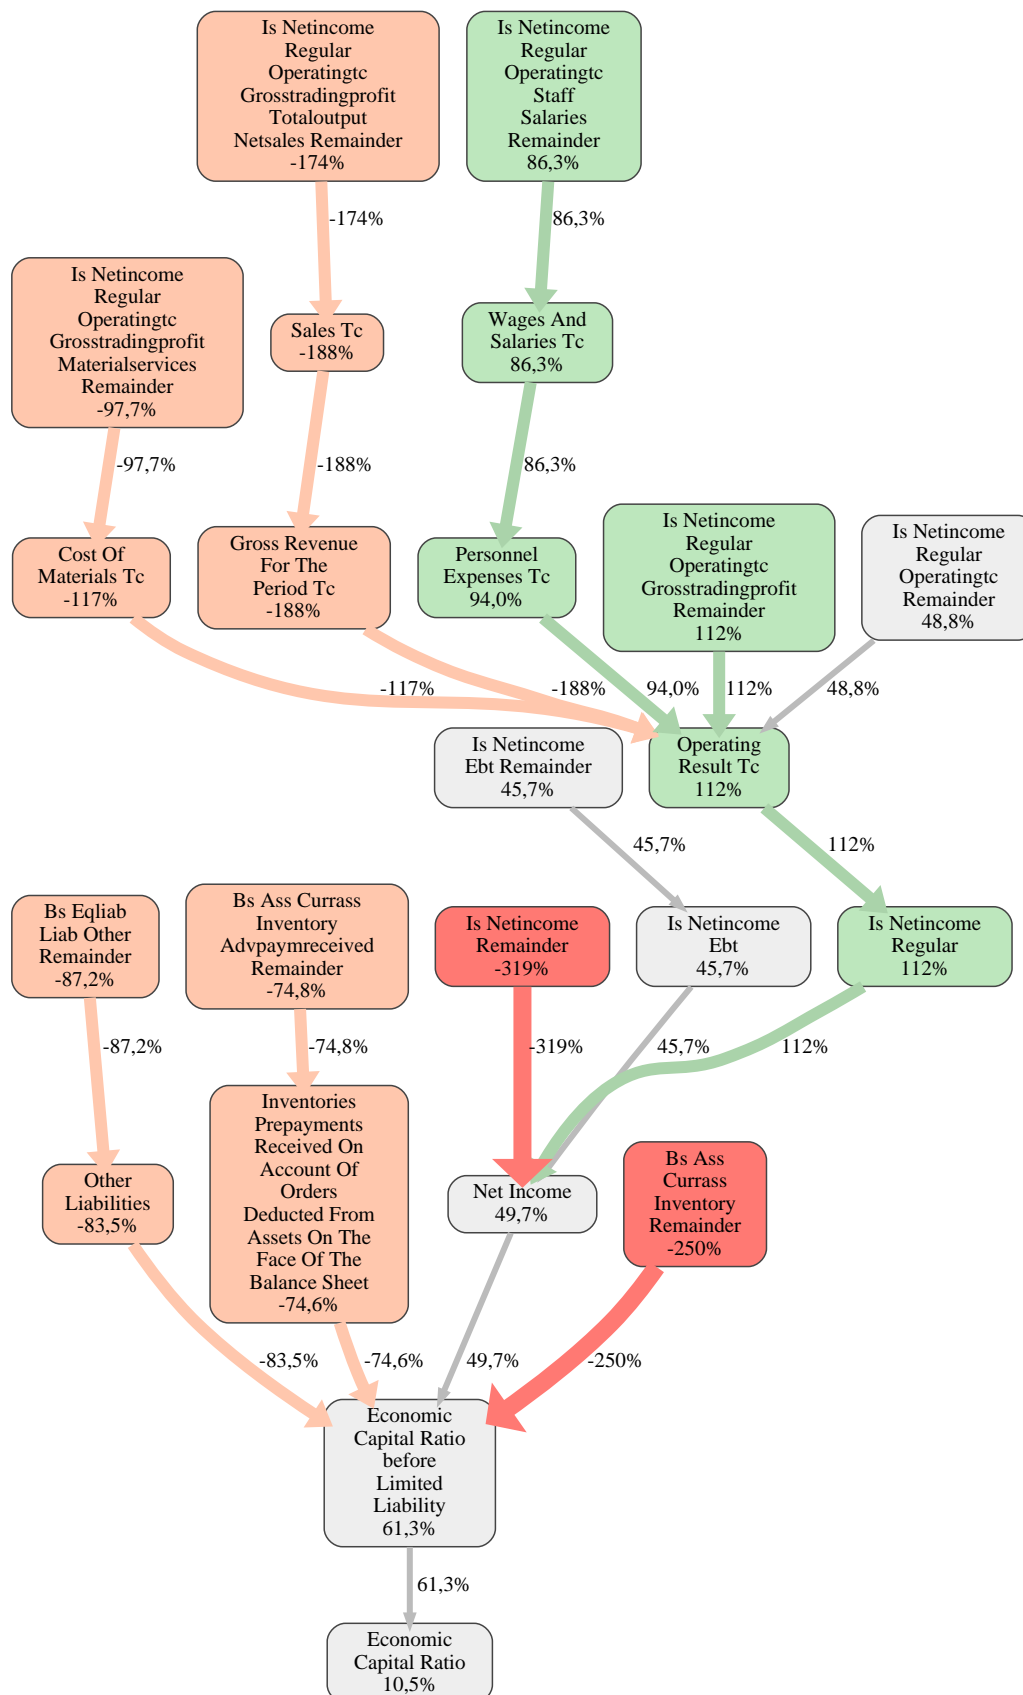 Is Netincome
Regular
Operatingtc
Grosstradingprofit
Totaloutput
Netsales Remainder
-174%
Is Netincome
Regular
Operatingtc
Staff
Salaries
Remainder
86,3%
-174%
86,3%
Is Netincome
Regular
Operatingtc
Grosstradingprofit
Materialservices
Remainder
-97,7%
Sales Tc
-188%
Wages And
Salaries Tc
86,3%
-97,7%
-188%
86,3%
Cost Of
Materials Tc
-117%
Gross Revenue
For The
Period Tc
-188%
Personnel
Expenses Tc
94,0%
Is Netincome
Regular
Operatingtc
Grosstradingprofit
Remainder
112%
Is Netincome
Regular
Operatingtc
Remainder
48,8%
-117%
-188%
94,0%
112%
48,8%
Is Netincome
Ebt Remainder
45,7%
Operating
Result Tc
112%
45,7%
112%
Bs Eqliab
Liab Other
Remainder
-87,2%
Bs Ass Currass
Inventory
Advpaymreceived
Remainder
-74,8%
Is Netincome
Remainder
-319%
Is Netincome
Ebt
45,7%
Is Netincome
Regular
112%
-87,2%
-74,8%
-319%
45,7%
112%
Other
Liabilities
-83,5%
Inventories
Prepayments
Received On
Account Of
Orders
Deducted From
Assets On The
Face Of The
Balance Sheet
-74,6%
Net Income
49,7%
Bs Ass
Currass
Inventory
Remainder
-250%
-83,5%
-74,6%
49,7%
-250%
Economic
Capital Ratio
before
Limited
Liability
61,3%
61,3%
Economic
Capital Ratio
10,5%